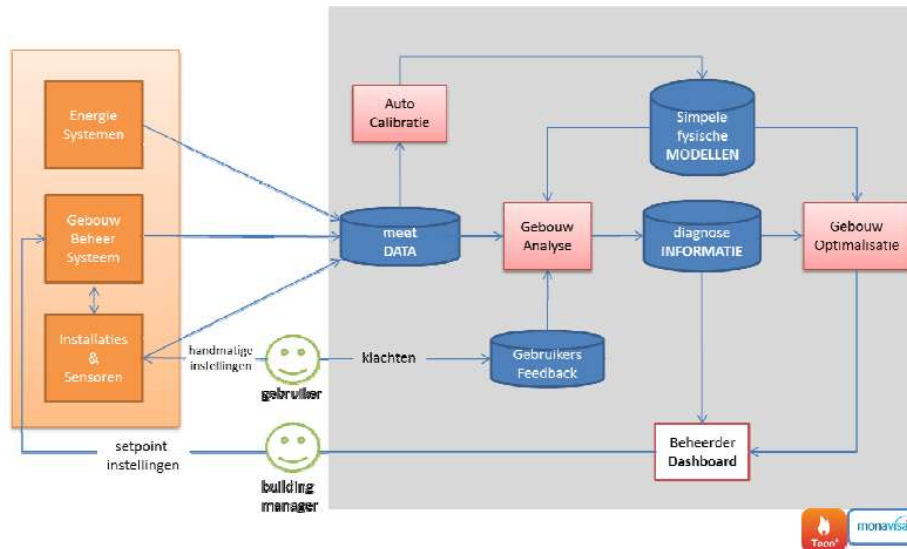 Energie
Systemen
Gebouw
Beheer
Systeem
Installaties
&
Sensoren
Auto
Calibratie
Simpele
fysische
MODELLEN
meet
DATA
Gebouw
Analyse
diagnose
INFORMATIE
Gebouw
Optimalisatie
handmatige
instellingen
gebruiker
klachten
Gebruikers
Feedback
setpoint
instellingen
building
manager
Beheerder
Dashboard
Toon